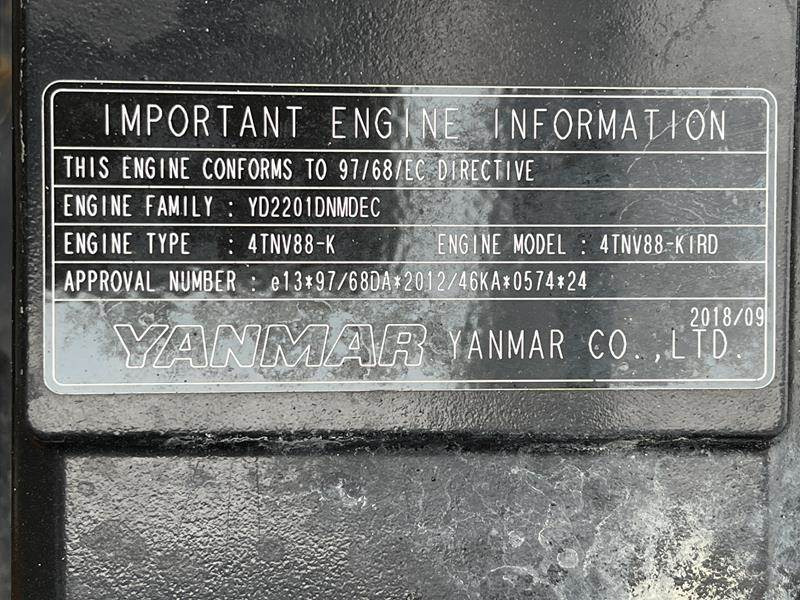 IMPORTANT ENGINE INFORMATION
THIS ENGINE CONFORMS TO 97/68/EC DIRECTIVE
ENGINE FAMILY : YD2201DNMDEC
ENGINE TYPE : 4TNV88-K ENGINE MODEL : 4TNV88-KIRD
APPROVAL NUMBER : e13*97/68DA*2012/46KA*0574*24
2018/09
YANMAR YANMAR CO.,LTD.